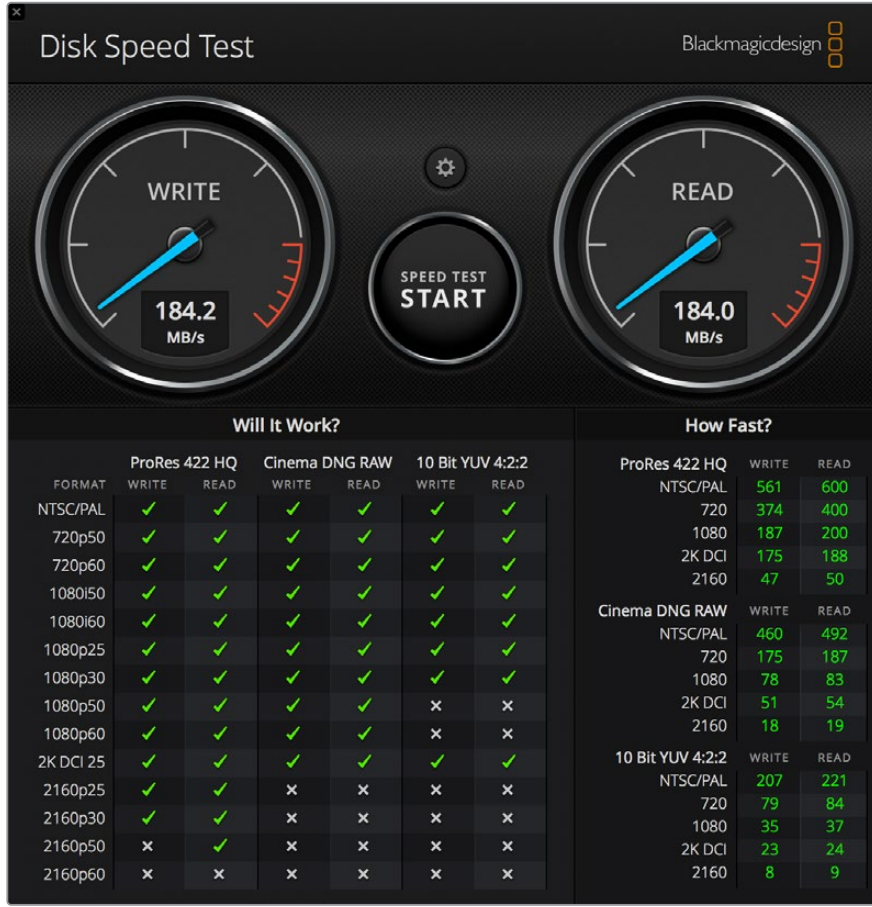 Disk Speed Test
Blackmagicdesign
WRITE
184.2
MB/s
SPEED TEST
START
READ
184.0
MB/s
Will It Work?
ProRes 422 HQ Cinema DNG RAW 10 Bit YUV 4:2:2
FORMAT WRITE READ WRITE READ WRITE READ
NTSC/PAL
720p50
720p60
1080i50
1080i60
1080p25
1080p30
1080p50
1080p60
2K DCI 25
2160p25
2160p30
2160p50
2160p60
How Fast?
ProRes 422 HQ WRITE READ
NTSC/PAL 561 600
720 374 400
1080 187 200
2K DCI 175 188
2160 47 50
Cinema DNG RAW WRITE READ
NTSC/PAL 460 492
720 175 187
1080 78 83
2K DCI 51 54
2160 18 19
10 Bit YUV 4:2:2 WRITE READ
NTSC/PAL 207 221
720 79 84
1080 35 37
2K DCI 23 24
2160 8 9